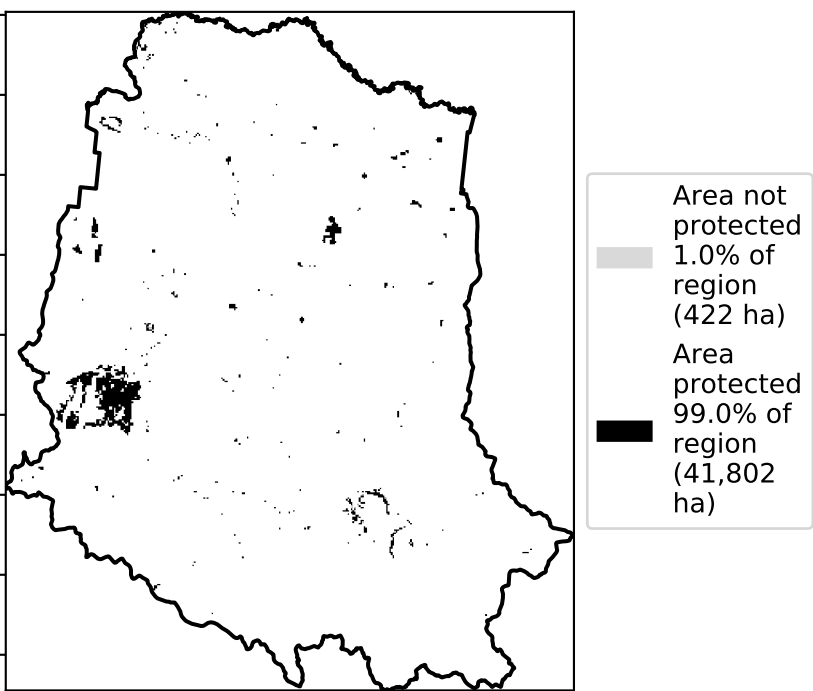 Area not
protected
1.0% of
region
(422 ha)
Area
protected
99.0% of
region
(41,802
ha)